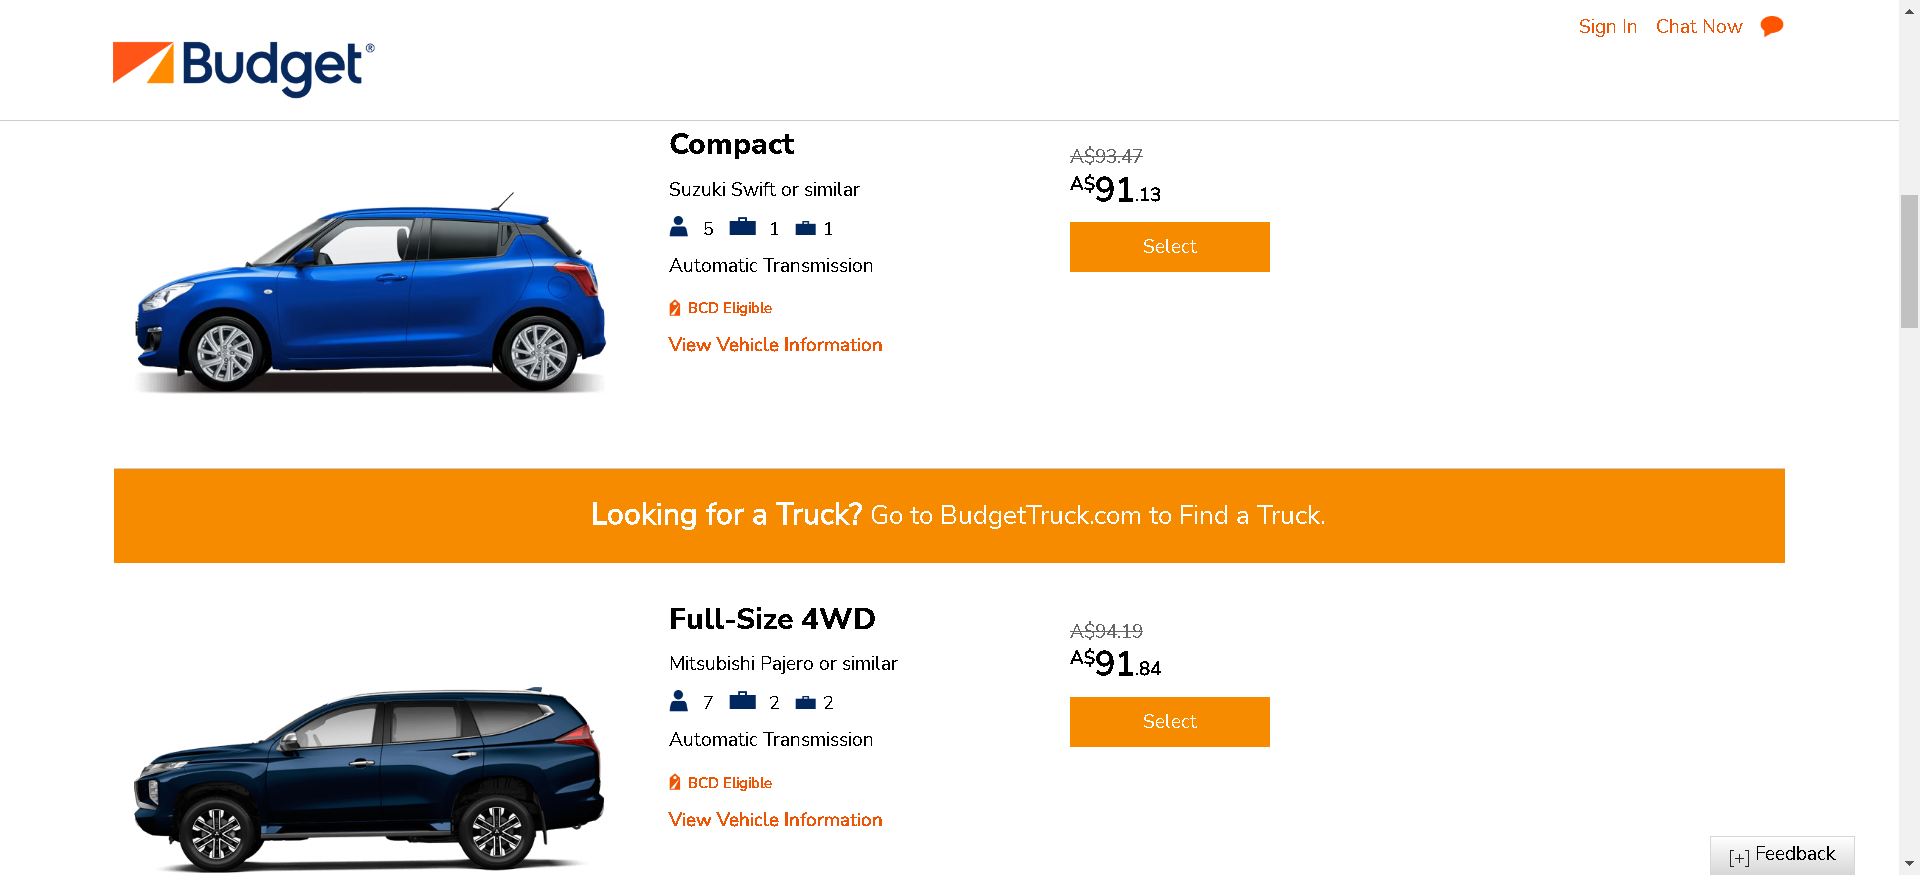 Sign In Chat Now
Budget®
Compact
A$93.47
Suzuki Swift or similar
A$91.13
5 1 1
Select
Automatic Transmission
BCD Eligible
View Vehicle Information
Looking for a Truck? Go to BudgetTruck.com to Find a Truck.
Full-Size 4WD
A$94.19
Mitsubishi Pajero or similar
A$91.84
7 2 2
Select
Automatic Transmission
BCD Eligible
View Vehicle Information
[+] Feedback